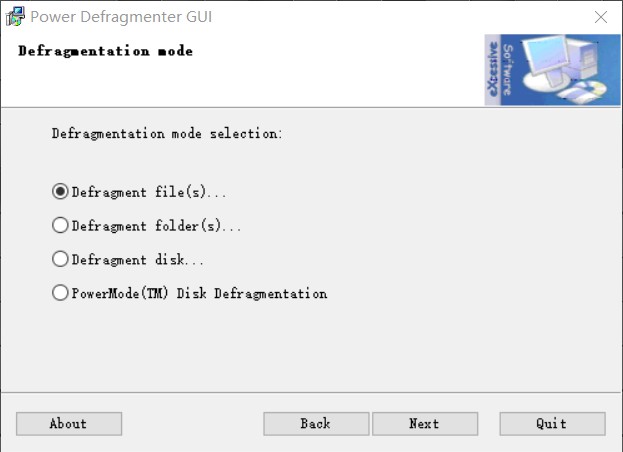 Power Defragmenter GUI
Defragmentation mode
eXcessive
Software
Defragmentation mode selection:
Defragment file(s)...
Defragment folder(s)...
Defragment disk...
PowerMode(TM) Disk Defragmentation
About
Back
Next
Quit